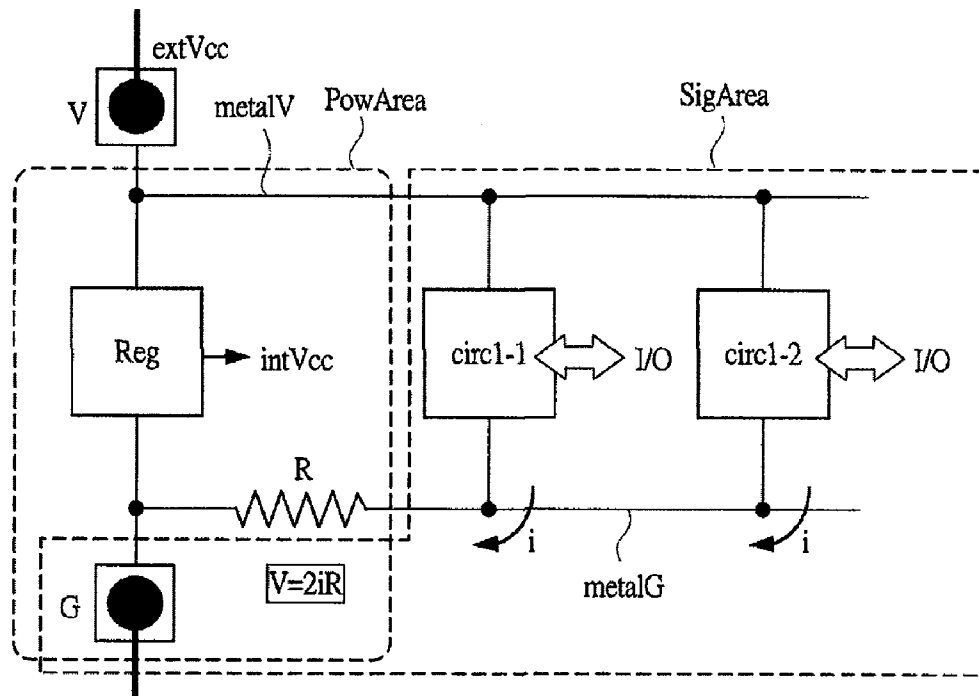 extVcc
V
metalV
PowArea
SigArea
Reg
intVcc
circ1-1
I/O
circ1-2
I/O
R
i
i
G
V=2iR
metalG